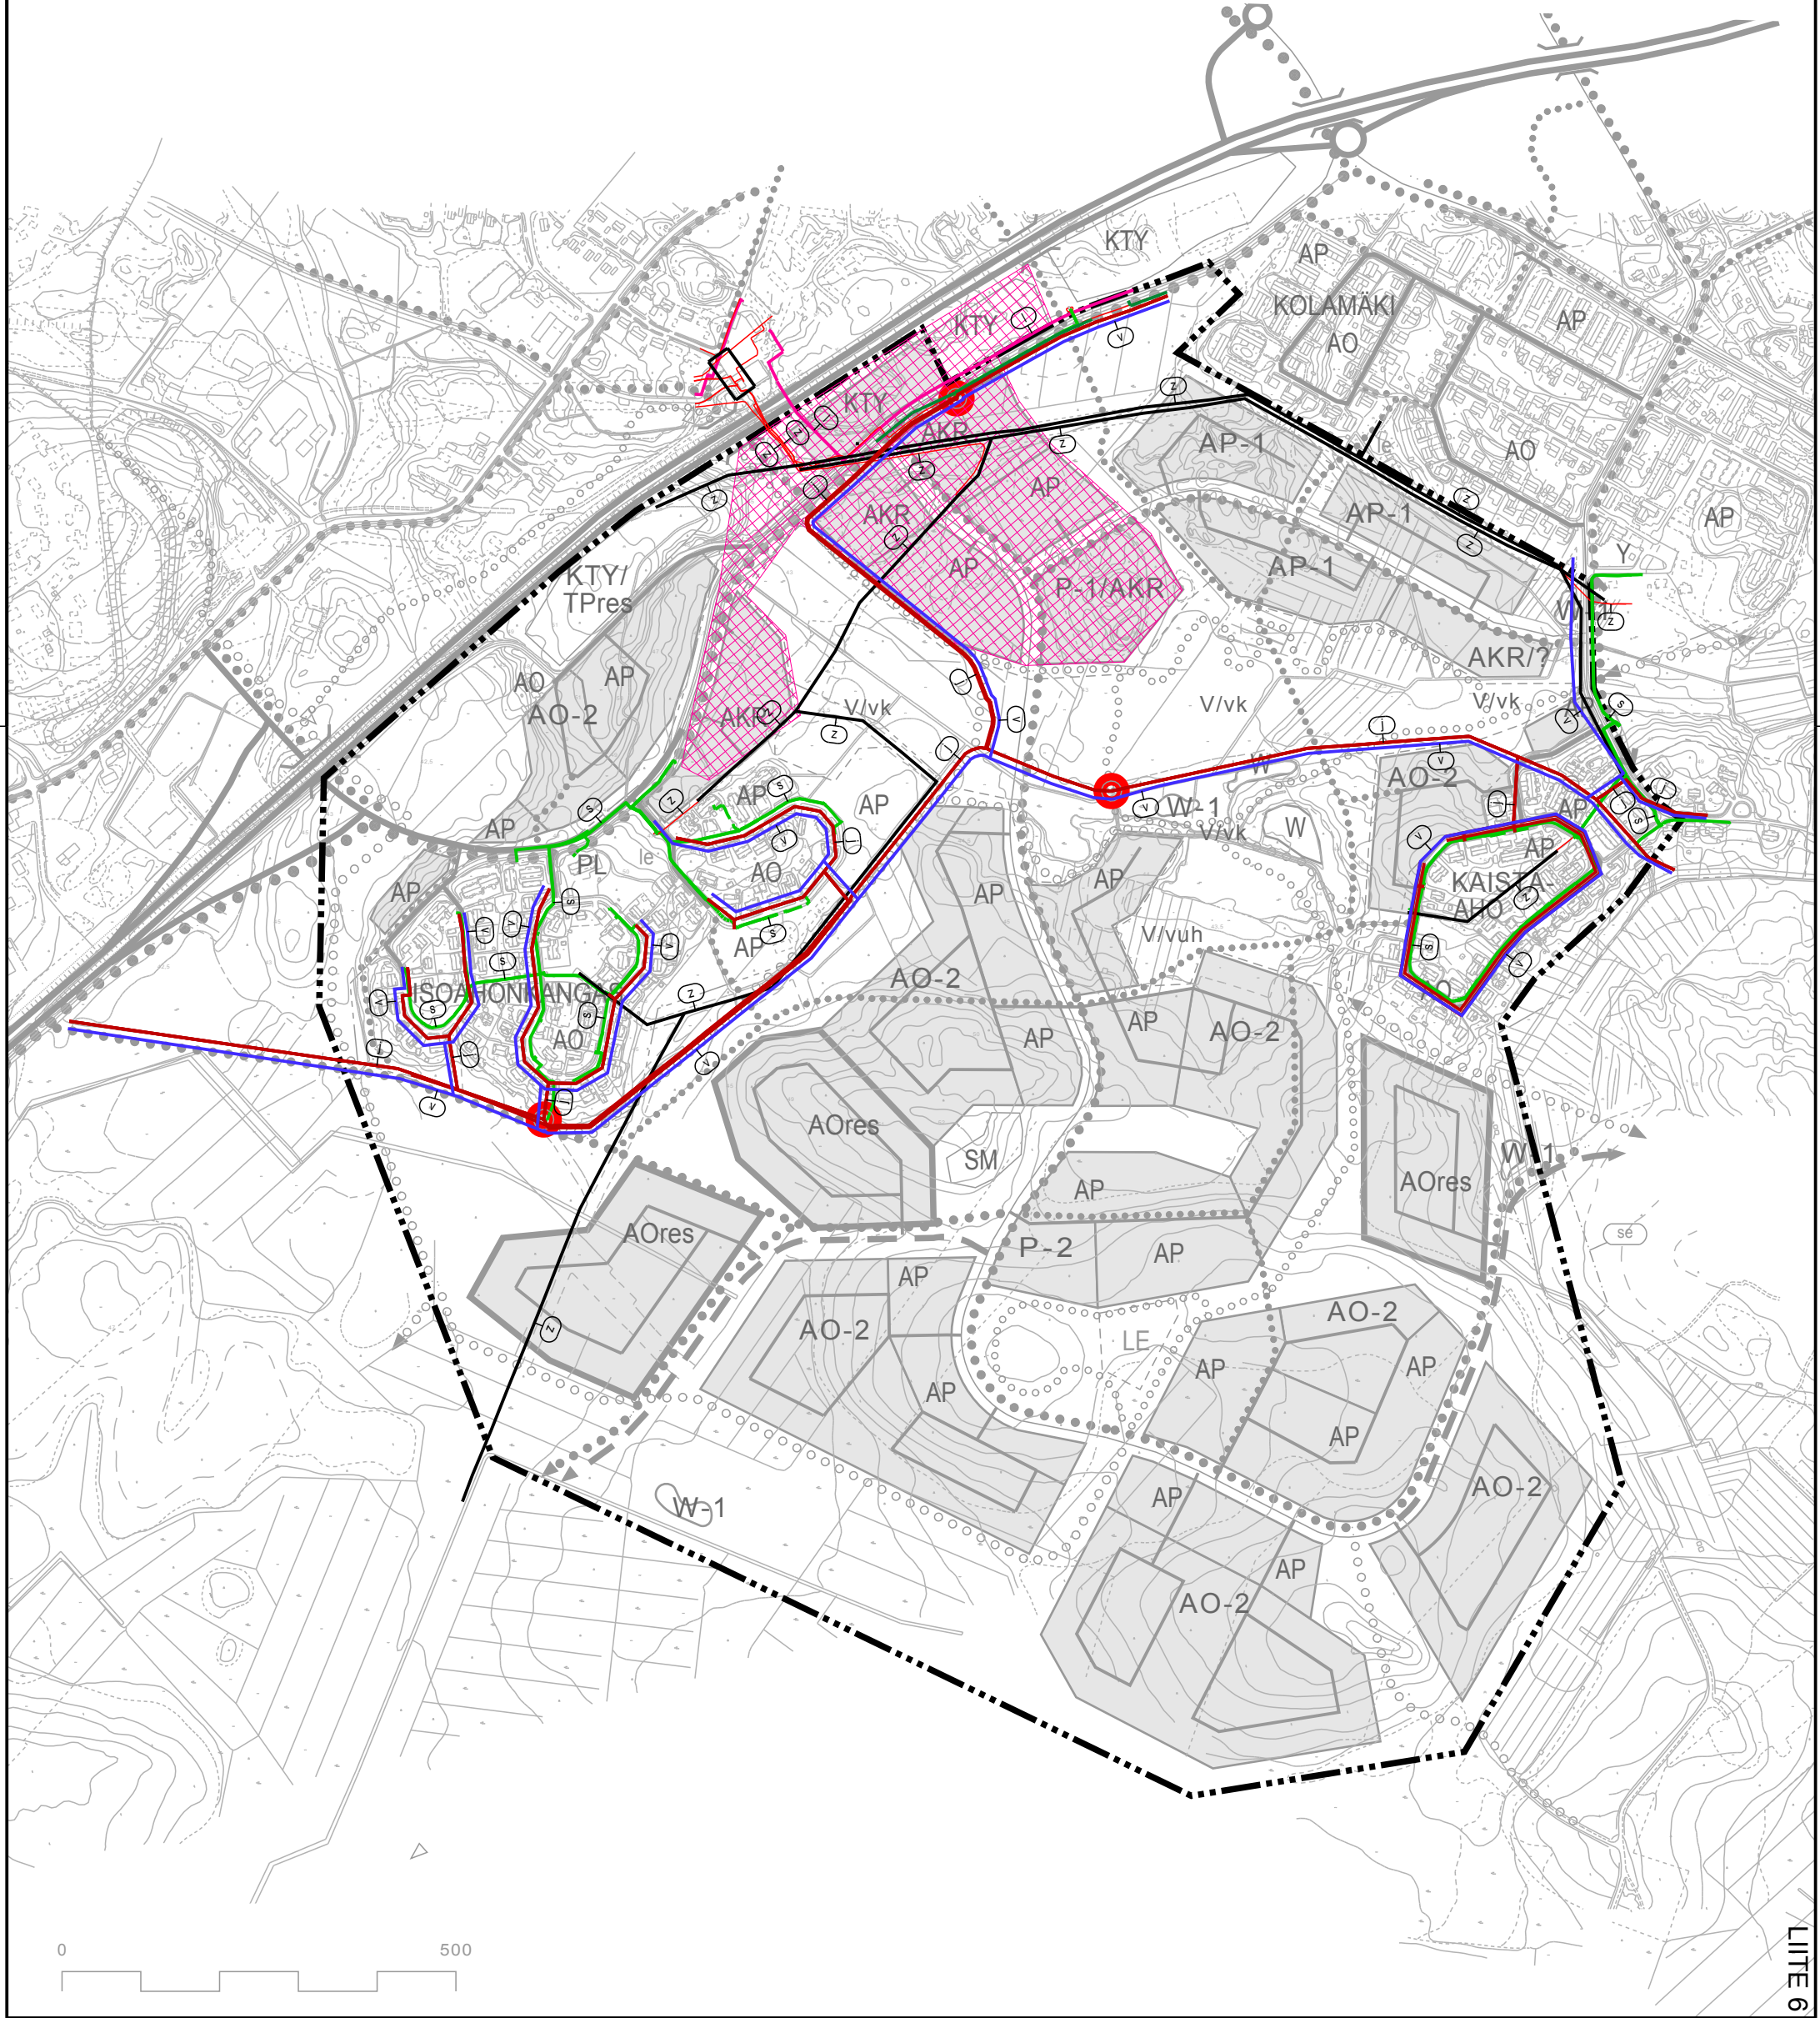 KTY
AP
KOLAMÄKI
AP
AO
KTY
KTY
AKR
AP-1
AO
AP
AKR
AP-1
AP
AP
AP-1
Y
KTY/
TPres
P-1/AKR
AKR/?
AO
AP
AO-2
V/vk
V/vk
V/vk
AP
W
AO-2
AP
AP
W-1
V/vk
W
AP
AP
PL
le
AO
AP
AP
AP
KAISTA-
AHO
AP
V/vuh
AP
AO-2
ISOAHONKANGAS
AO
AO
AP
AP
AO-2
AOres
SM
AP
AOres
W-1
AOres
P-2
AP
se
AP
AO-2
AO-2
LE
AP
AP
AP
AP
AO-2
AP
W-1
AP
AO-2
0 500
LIITE 6
z
z
z
z
z
z
z
z
z
z
z
z
z
z
v
v
v
v
v
v
v
v
v
s
s
s
s
s
s
s
s
j
j
j
j
j